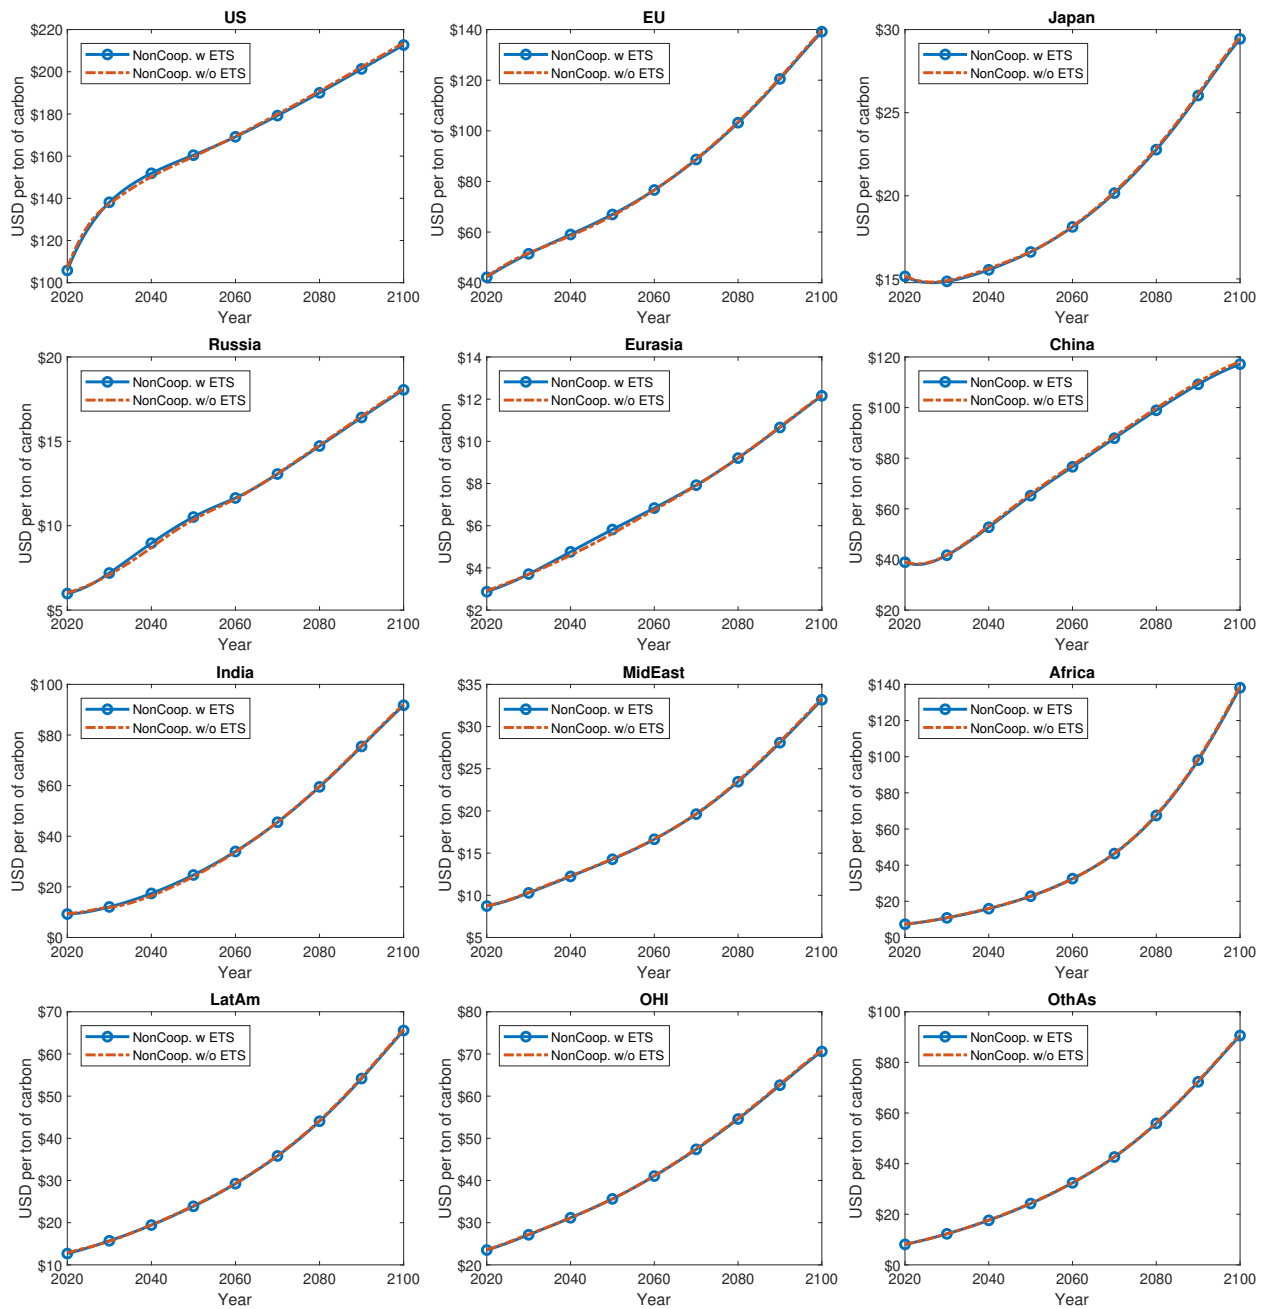 US
$220
$200
$180
$160
$140
$120
$100
USD per ton of carbon
NonCoop. w ETS
NonCoop. w/o ETS
2020 2040 2060 2080 2100
Year
EU
$140
$120
$100
$80
$60
$40
USD per ton of carbon
NonCoop. w ETS
NonCoop. w/o ETS
2020 2040 2060 2080 2100
Year
Japan
$30
$25
$20
$15
USD per ton of carbon
NonCoop. w ETS
NonCoop. w/o ETS
2020 2040 2060 2080 2100
Year
Russia
$20
$15
$10
$5
USD per ton of carbon
NonCoop. w ETS
NonCoop. w/o ETS
2020 2040 2060 2080 2100
Year
Eurasia
$14
$12
$10
$8
$6
$4
$2
USD per ton of carbon
NonCoop. w ETS
NonCoop. w/o ETS
2020 2040 2060 2080 2100
Year
China
$120
$100
$80
$60
$40
$20
USD per ton of carbon
NonCoop. w ETS
NonCoop. w/o ETS
2020 2040 2060 2080 2100
Year
India
$100
$80
$60
$40
$20
$0
USD per ton of carbon
NonCoop. w ETS
NonCoop. w/o ETS
2020 2040 2060 2080 2100
Year
MidEast
$35
$30
$25
$20
$15
$10
$5
USD per ton of carbon
NonCoop. w ETS
NonCoop. w/o ETS
2020 2040 2060 2080 2100
Year
Africa
$140
$120
$100
$80
$60
$40
$20
$0
USD per ton of carbon
NonCoop. w ETS
NonCoop. w/o ETS
2020 2040 2060 2080 2100
Year
LatAm
$70
$60
$50
$40
$30
$20
$10
USD per ton of carbon
NonCoop. w ETS
NonCoop. w/o ETS
2020 2040 2060 2080 2100
Year
OHI
$80
$70
$60
$50
$40
$30
$20
USD per ton of carbon
NonCoop. w ETS
NonCoop. w/o ETS
2020 2040 2060 2080 2100
Year
OthAs
$100
$80
$60
$40
$20
$0
USD per ton of carbon
NonCoop. w ETS
NonCoop. w/o ETS
2020 2040 2060 2080 2100
Year